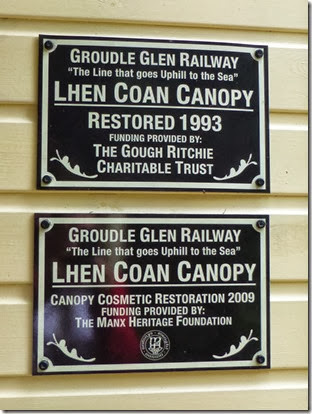 GROUDLE GLEN RAILWAY
"The Line that goes Uphill to the Sea"
LHEN COAN CANOPY
RESTORED 1993
FUNDING PROVIDED BY:
THE GOUGH RITCHIE
CHARITABLE TRUST
GROUDLE GLEN RAILWAY
"The Line that goes Uphill to the Sea"
LHEN COAN CANOPY
CANOPY COSMETIC RESTORATION 2009
FUNDING PROVIDED BY:
THE MANX HERITAGE FOUNDATION